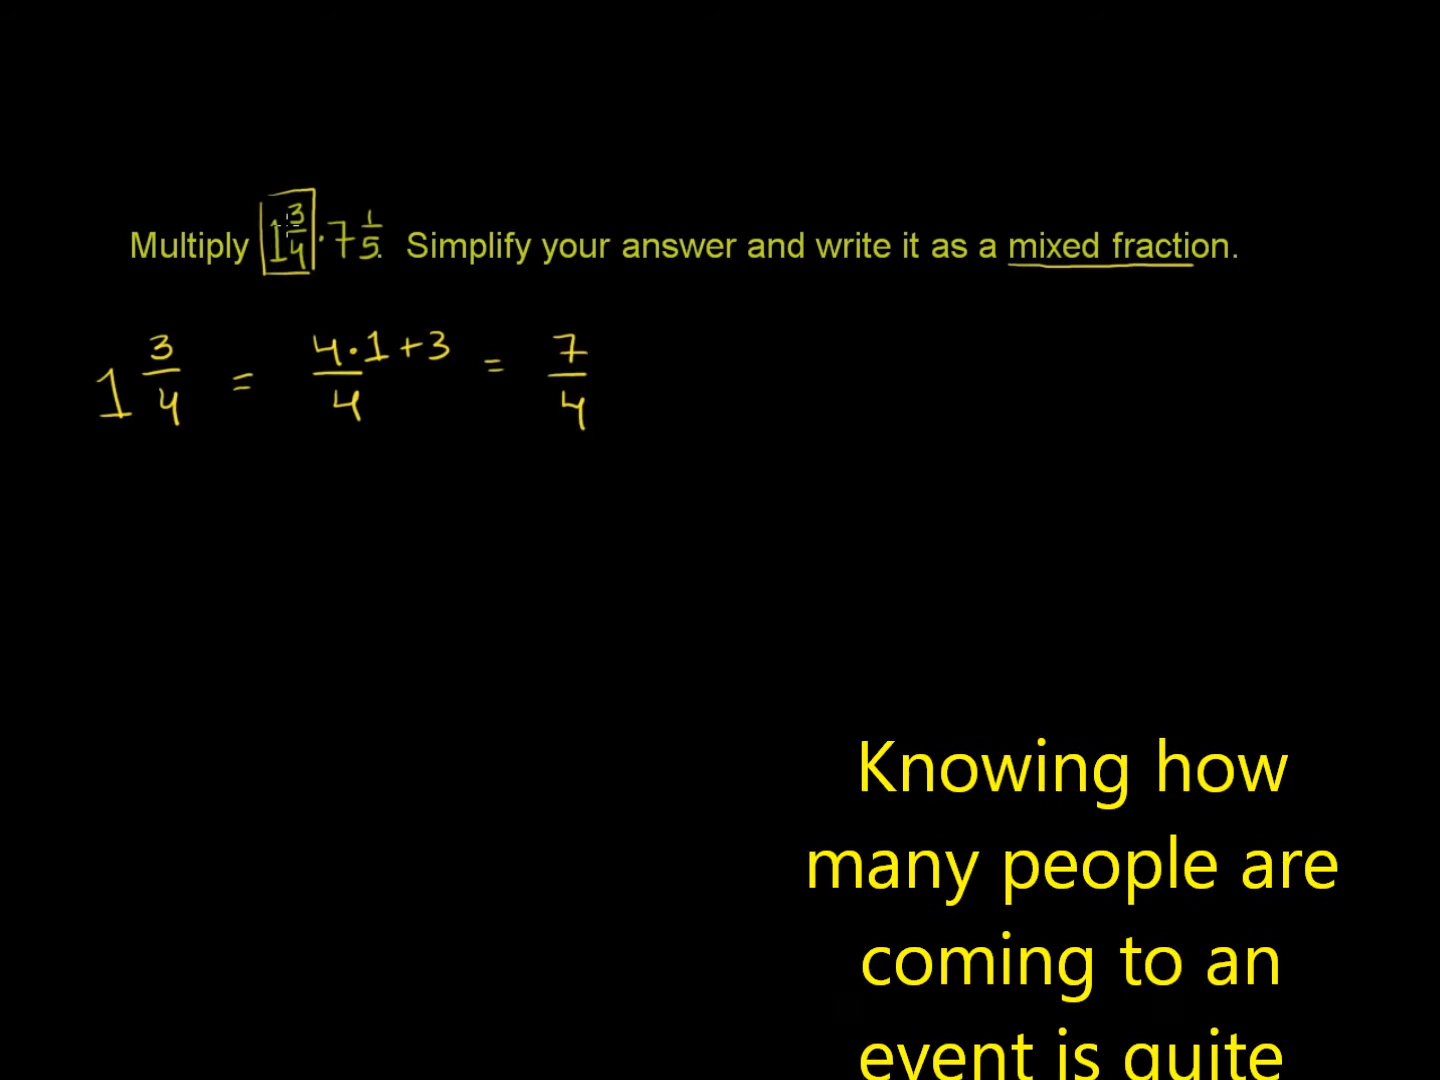 Multiply 1 3/4 · 7 1/5. Simplify your answer and write it as a mixed fraction.
1 3/4 = 4·1+3/4 = 7/4
Knowing how
many people are
coming to an
event is quite